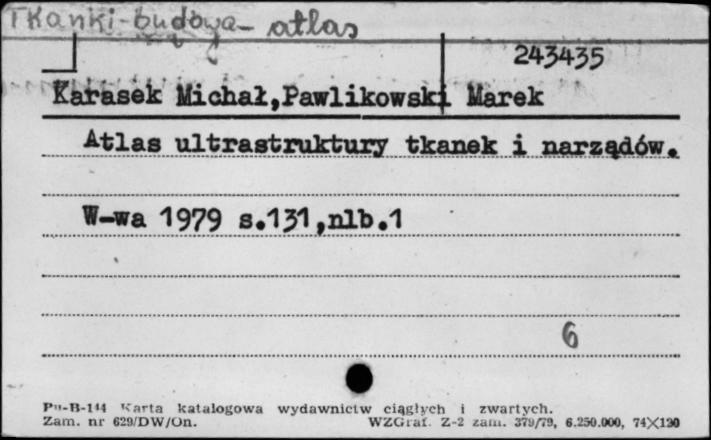 Tkanki-budowa- atlas
243435
Karasek Michał,Pawlikowski Marek
Atlas ultrastruktury tkanek i narządów.
W-wa 1979 s.131,nlb.1
6
Pu-B-144 Karta katalogowa wydawnictw ciągłych i zwartych.
Zam. nr 629/DW/On. WZGraf. Z-2 zam. 379/79, 6.250.000, 74X120